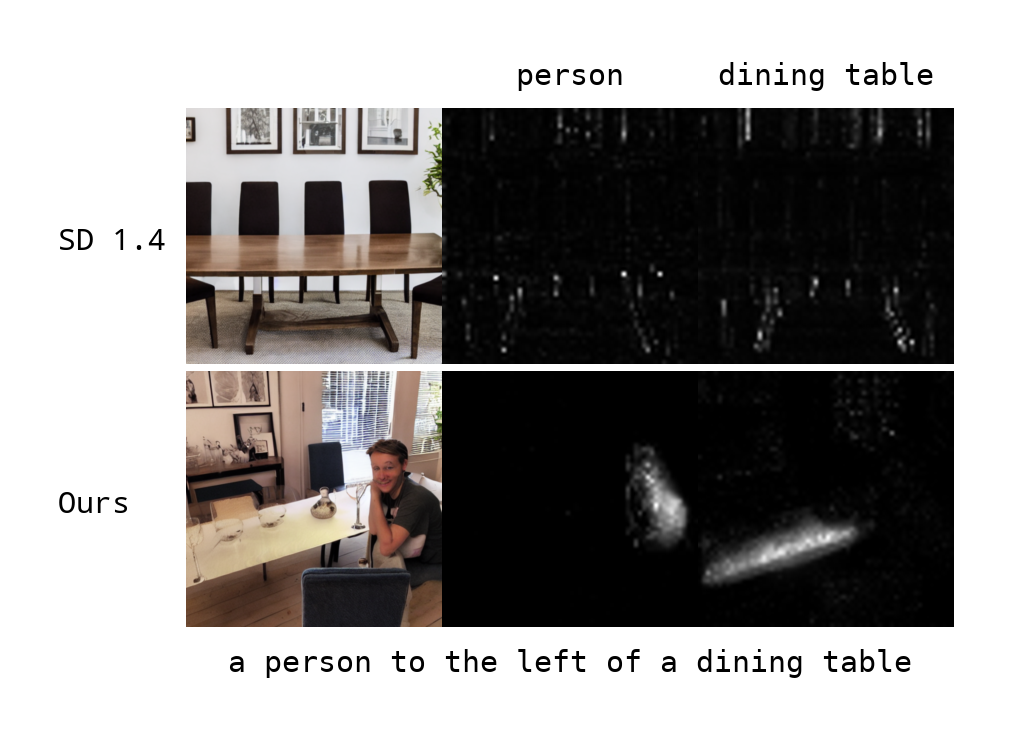 person dining table
SD 1.4
Ours
a person to the left of a dining table